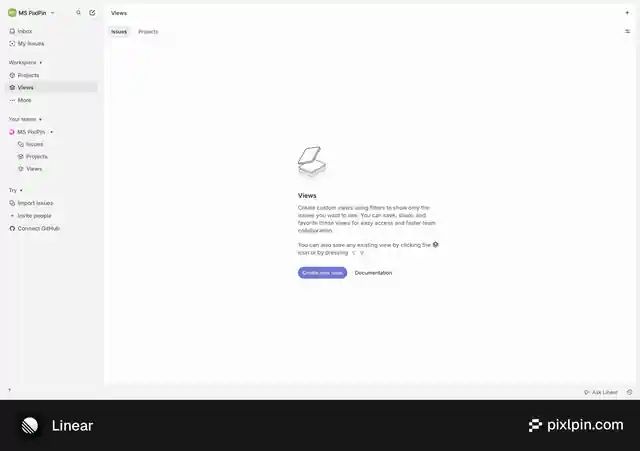 MS PixlPin
Inbox
My issues
Workspace
Projects
Views
More
Your teams
MS PixlPin
Issues
Projects
Views
Try
Import issues
Invite people
Connect GitHub
?
Views
+
Issues
Projects
Views
Create custom views using filters to show only the
issues you want to see. You can save, share, and
favorite these views for easy access and faster team
collaboration.
You can also save any existing view by clicking the
icon or by pressing
V
Create new view
Documentation
Ask Linear
Linear
pixlpin.com